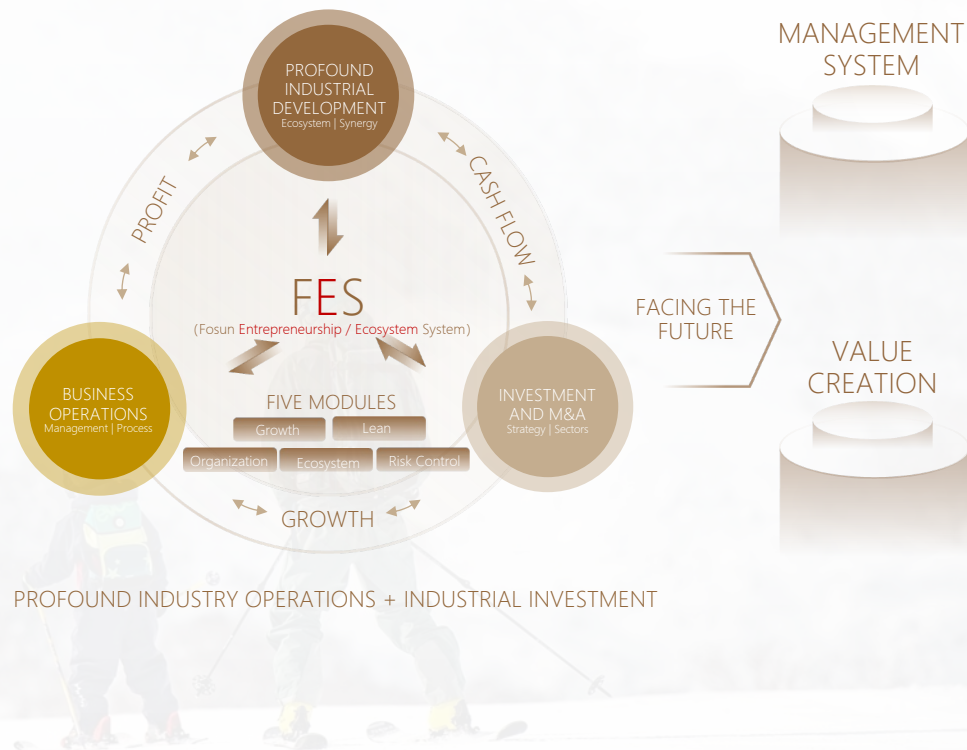 PROFOUND
INDUSTRIAL
DEVELOPMENT
Ecosystem | Synergy
PROFIT
CASH FLOW
FES
(Fosun Entrepreneurship / Ecosystem System)
BUSINESS
OPERATIONS
Management | Process
INVESTMENT
AND M&A
Strategy | Sectors
FIVE MODULES
Growth
Lean
Organization
Ecosystem
Risk Control
GROWTH
PROFOUND INDUSTRY OPERATIONS + INDUSTRIAL INVESTMENT
FACING THE
FUTURE
MANAGEMENT
SYSTEM
VALUE
CREATION